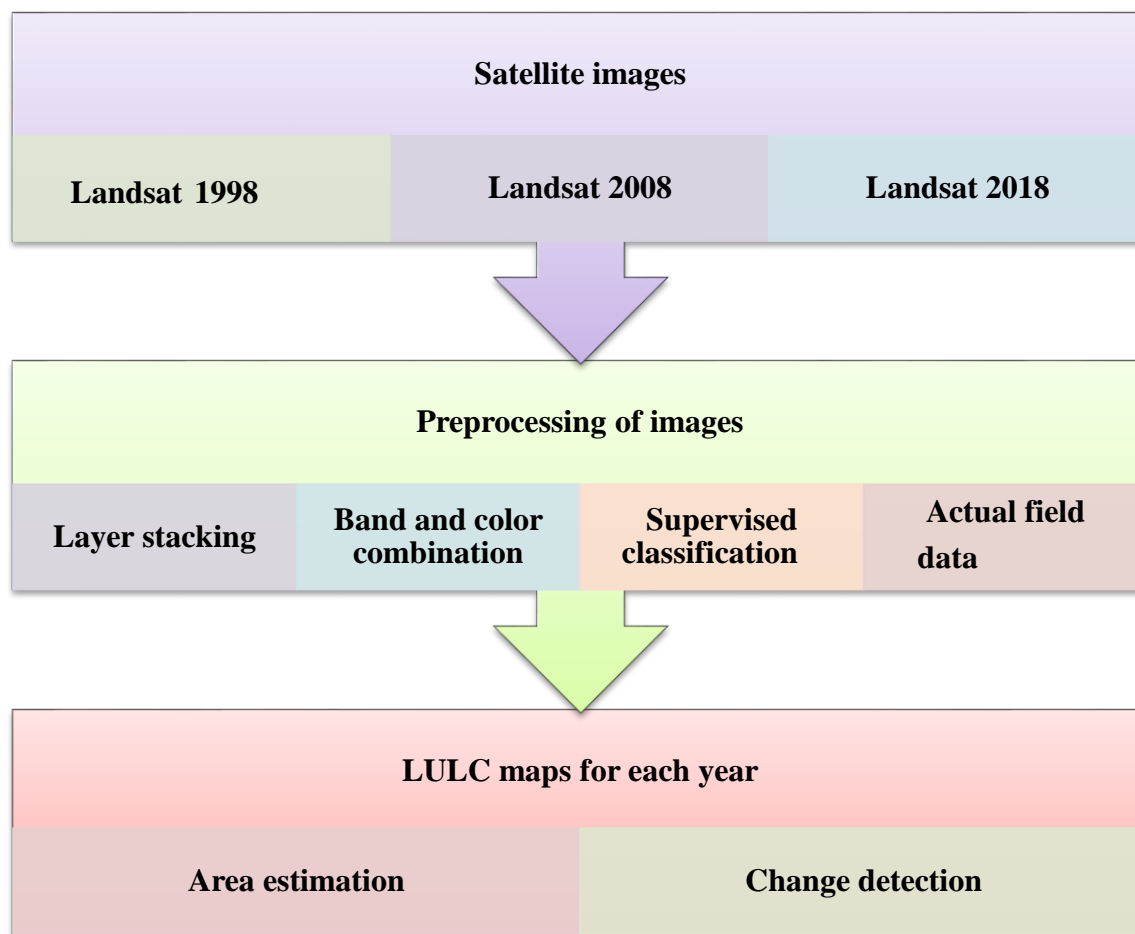 Satellite images
Landsat 1998
Landsat 2008
Landsat 2018
Preprocessing of images
Layer stacking
Band and color
combination
Supervised
classification
Actual field
data
LULC maps for each year
Area estimation
Change detection